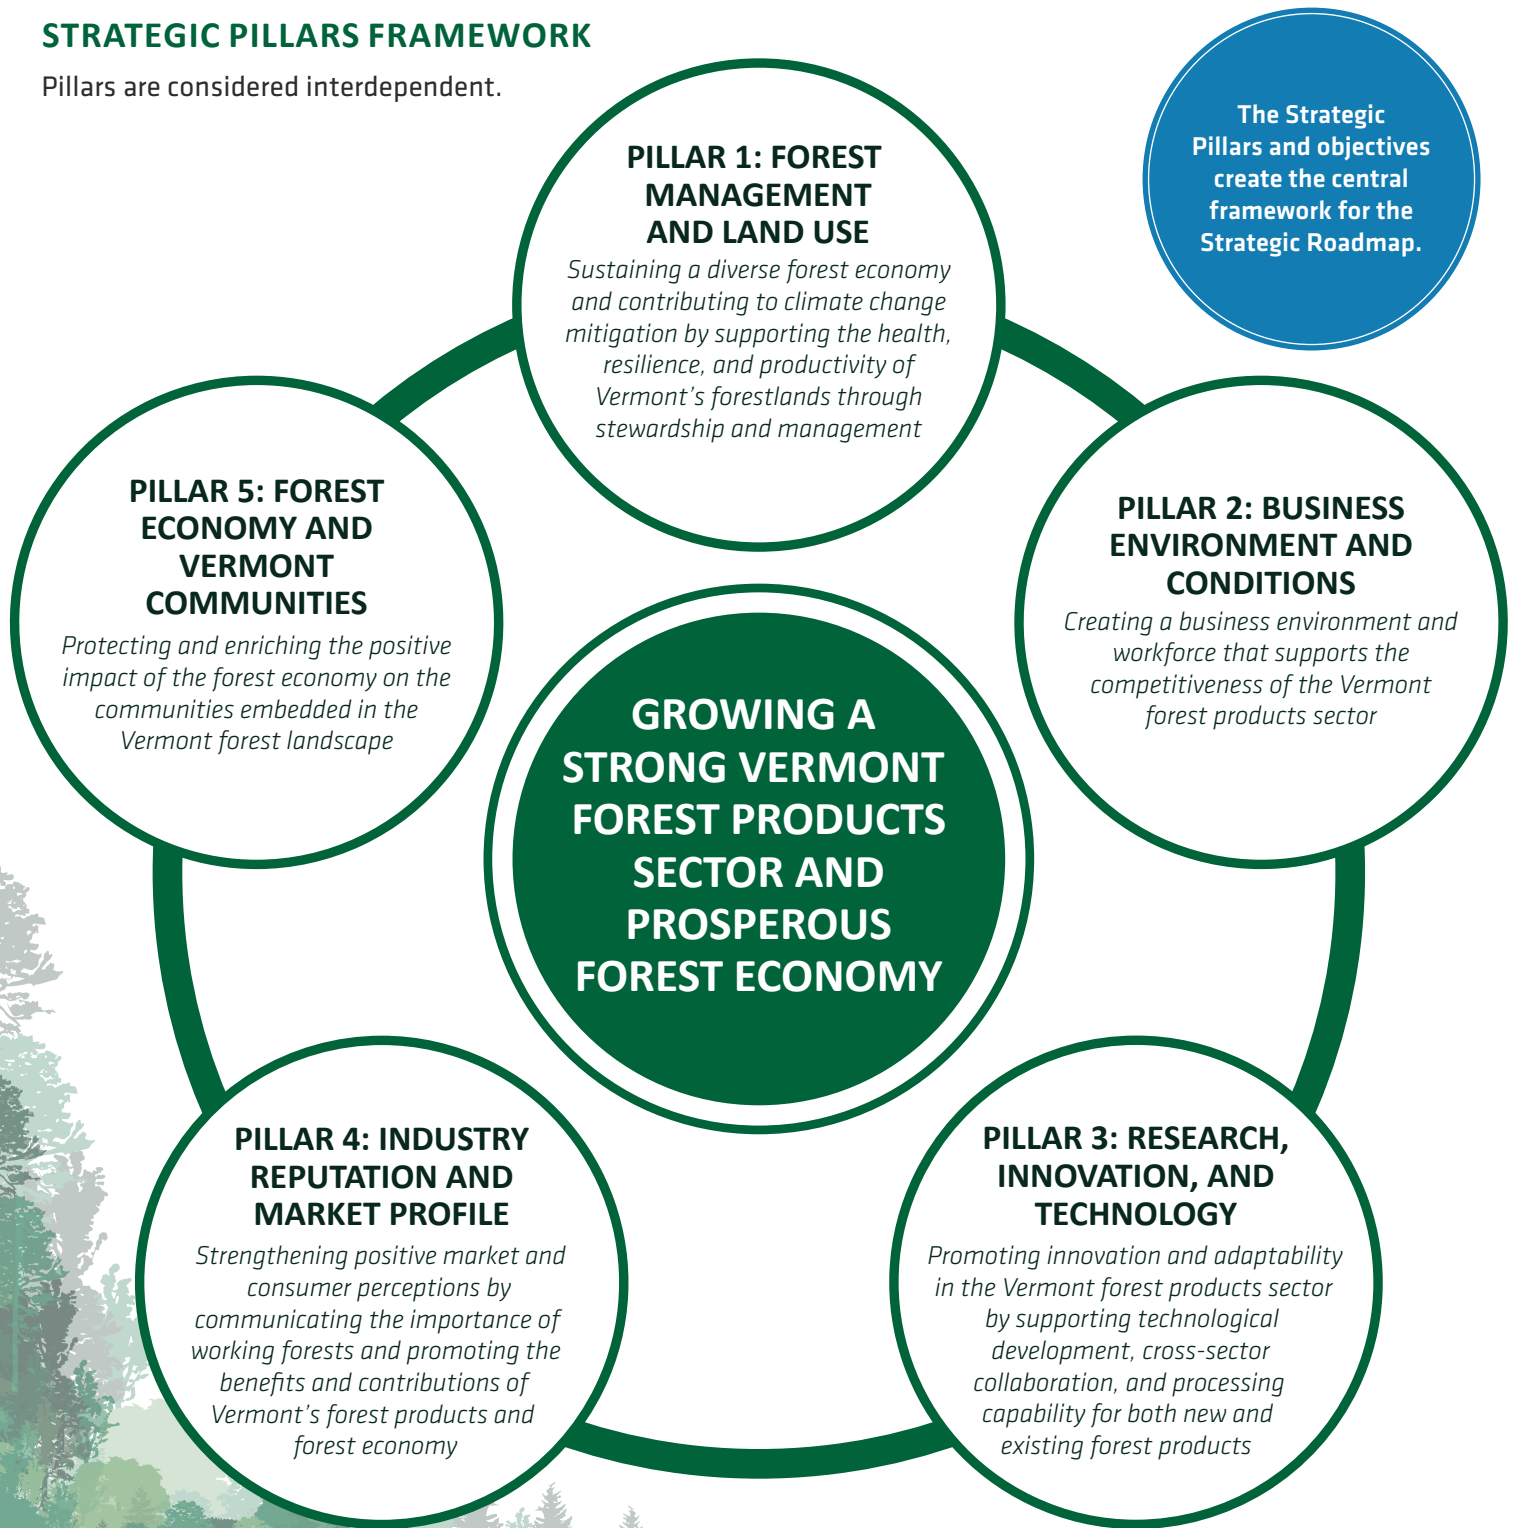 STRATEGIC PILLARS FRAMEWORK
Pillars are considered interdependent.
The Strategic
Pillars and objectives
create the central
framework for the
Strategic Roadmap.
PILLAR 1: FOREST
MANAGEMENT
AND LAND USE
Sustaining a diverse forest economy
and contributing to climate change
mitigation by supporting the health,
resilience, and productivity of
Vermont's forestlands through
stewardship and management
PILLAR 2: BUSINESS
ENVIRONMENT AND
CONDITIONS
Creating a business environment and
workforce that supports the
competitiveness of the Vermont
forest products sector
PILLAR 3: RESEARCH,
INNOVATION, AND
TECHNOLOGY
Promoting innovation and adaptability
in the Vermont forest products sector
by supporting technological
development, cross-sector
collaboration, and processing
capability for both new and
existing forest products
PILLAR 4: INDUSTRY
REPUTATION AND
MARKET PROFILE
Strengthening positive market and
consumer perceptions by
communicating the importance of
working forests and promoting the
benefits and contributions of
Vermont's forest products and
forest economy
PILLAR 5: FOREST
ECONOMY AND
VERMONT
COMMUNITIES
Protecting and enriching the positive
impact of the forest economy on the
communities embedded in the
Vermont forest landscape
GROWING A
STRONG VERMONT
FOREST PRODUCTS
SECTOR AND
PROSPEROUS
FOREST ECONOMY